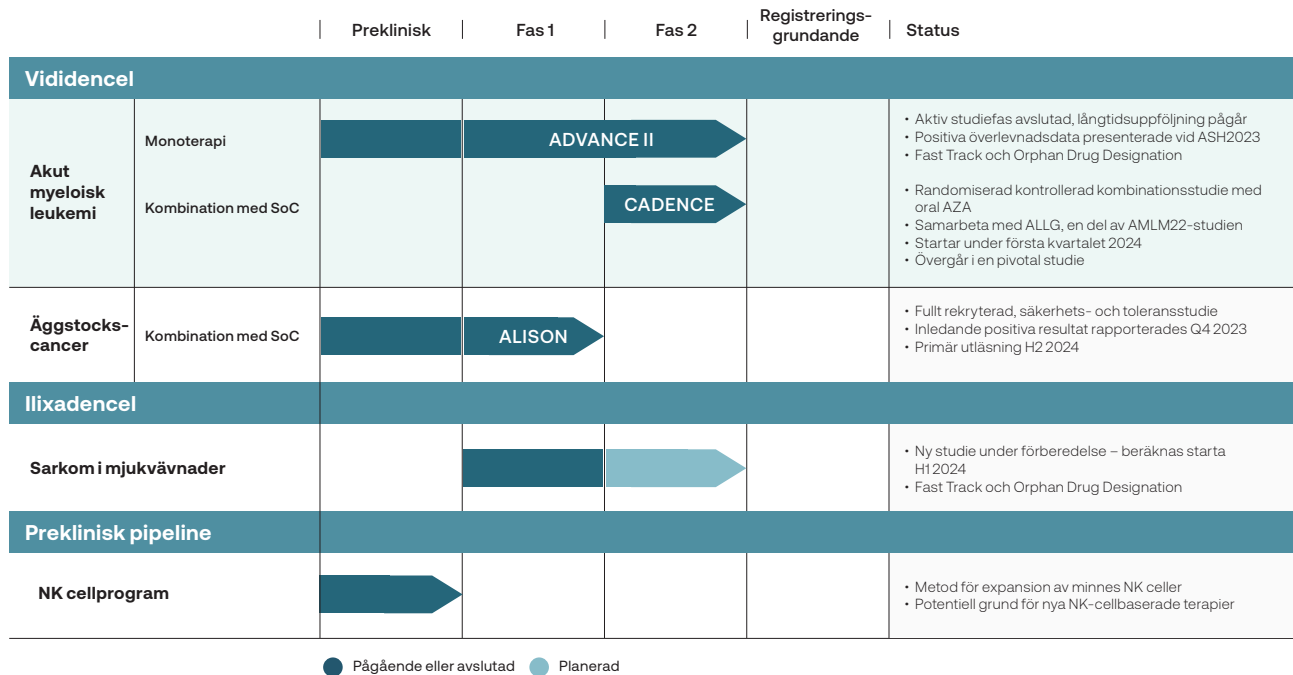 Preklinisk
Fas 1
Fas 2
Registrerings-
grundande
Status
Vididencel
Akut
myeloisk
leukemi
Monoterapi
ADVANCE II
• Aktiv studiefas avslutad, långtidsuppföljning pågår
• Positiva överlevnadsdata presenterade vid ASH2023
• Fast Track och Orphan Drug Designation
Kombination med SoC
CADENCE
• Randomiserad kontrollerad kombinationsstudie med
oral AZA
• Samarbeta med ALLG, en del av AMLM22-studien
• Startar under första kvartalet 2024
• Övergår i en pivotal studie
Äggstocks-
cancer
Kombination med SoC
ALISON
• Fullt rekryterad, säkerhets- och toleransstudie
• Inledande positiva resultat rapporterades Q4 2023
• Primär utläsning H2 2024
Ilixadencel
Sarkom i mjukvävnader
• Ny studie under förberedelse – beräknas starta
H1 2024
• Fast Track och Orphan Drug Designation
Preklinisk pipeline
NK cellprogram
• Metod för expansion av minnes NK celler
• Potentiell grund för nya NK-cellbaserade terapier
Pågående eller avslutad
Planerad